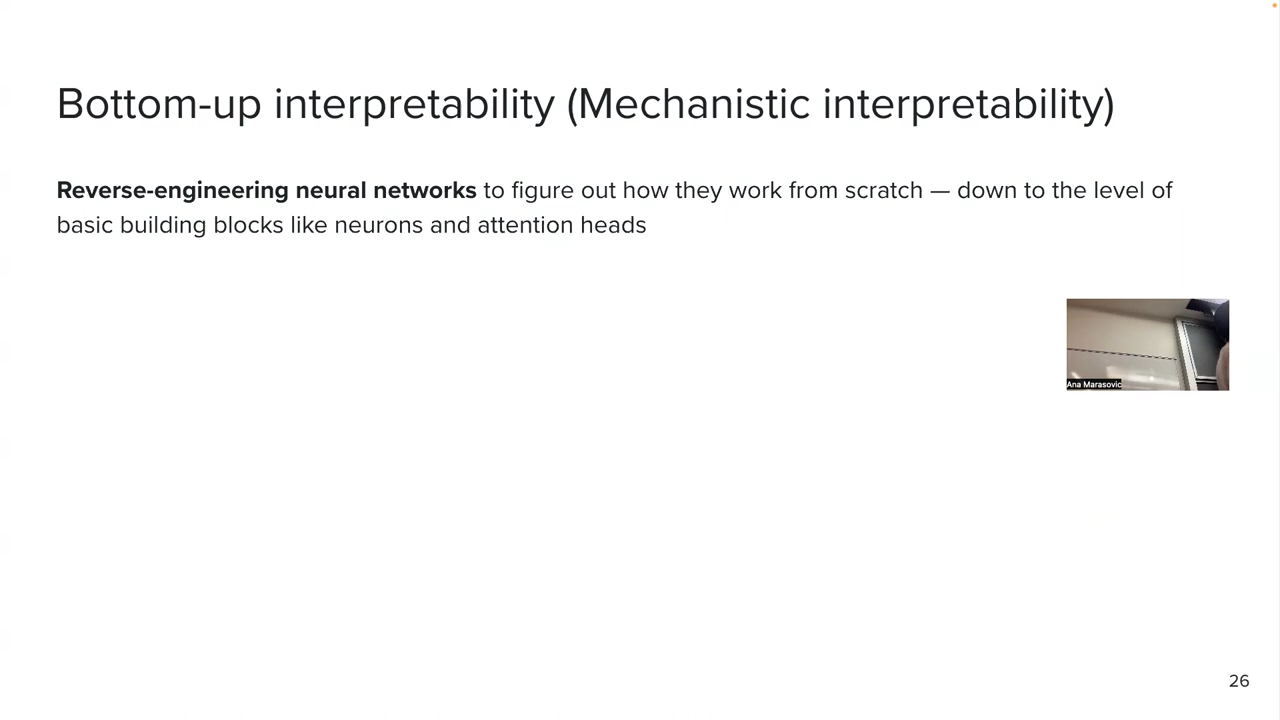 Bottom-up interpretability (Mechanistic interpretability)
Reverse-engineering neural networks to figure out how they work from scratch — down to the level of
basic building blocks like neurons and attention heads
Ana Marasovic
26